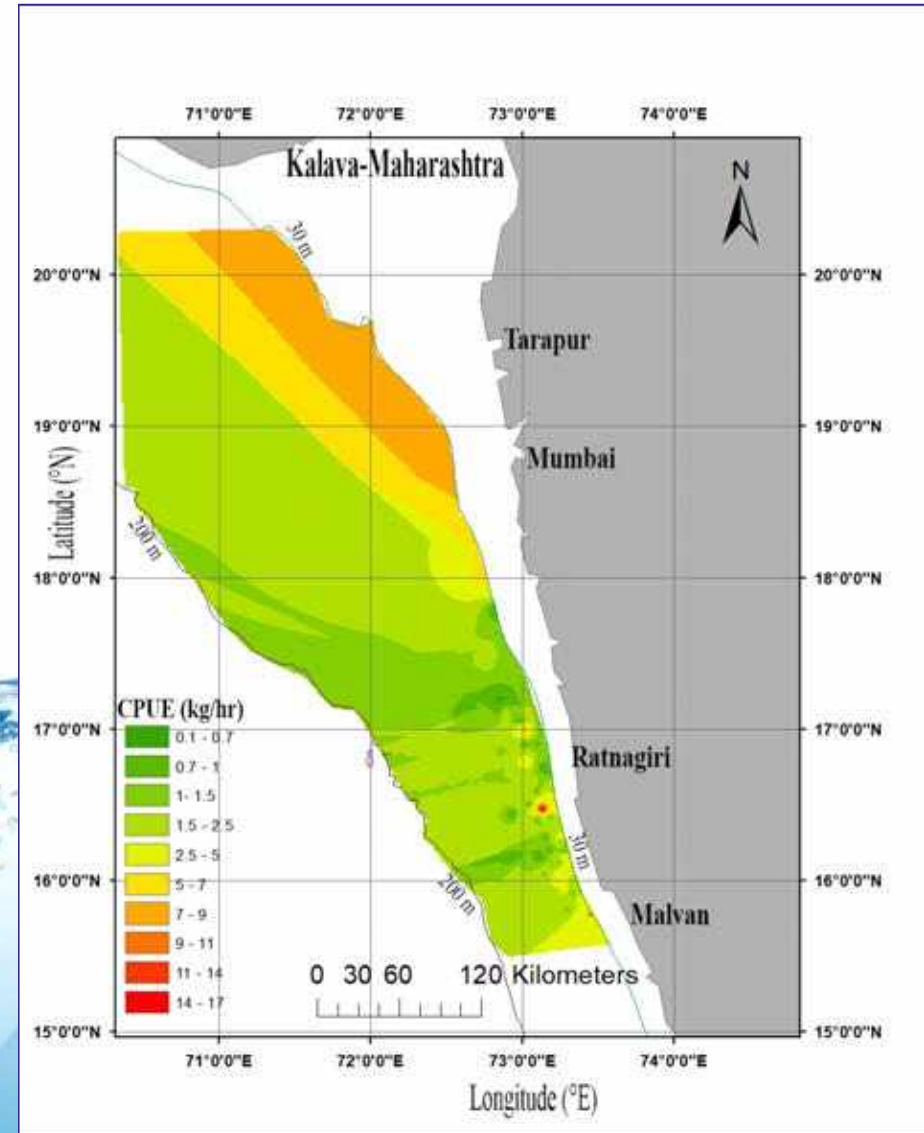 71°0'0"E 72°0'0"E 73°0'0"E 74°0'0"E
Kalava-Maharashtra
N
30 m
20°0'0"N 20°0'0"N
Tarapur
19°0'0"N 19°0'0"N
Mumbai
Latitude (°N)
200 m
18°0'0"N 18°0'0"N
CPUE (kg/hr)
17°0'0"N 17°0'0"N
0.1 - 0.7
0.7 - 1
1- 1.5
1.5 - 2.5
2.5 - 5
5 - 7
7 - 9
9 - 11
11 - 14
14 - 17
Ratnagiri
30 m
16°0'0"N 16°0'0"N
200 m
Malvan
0 30 60 120 Kilometers
15°0'0"N 15°0'0"N
71°0'0"E 72°0'0"E 73°0'0"E 74°0'0"E
Longitude (°E)